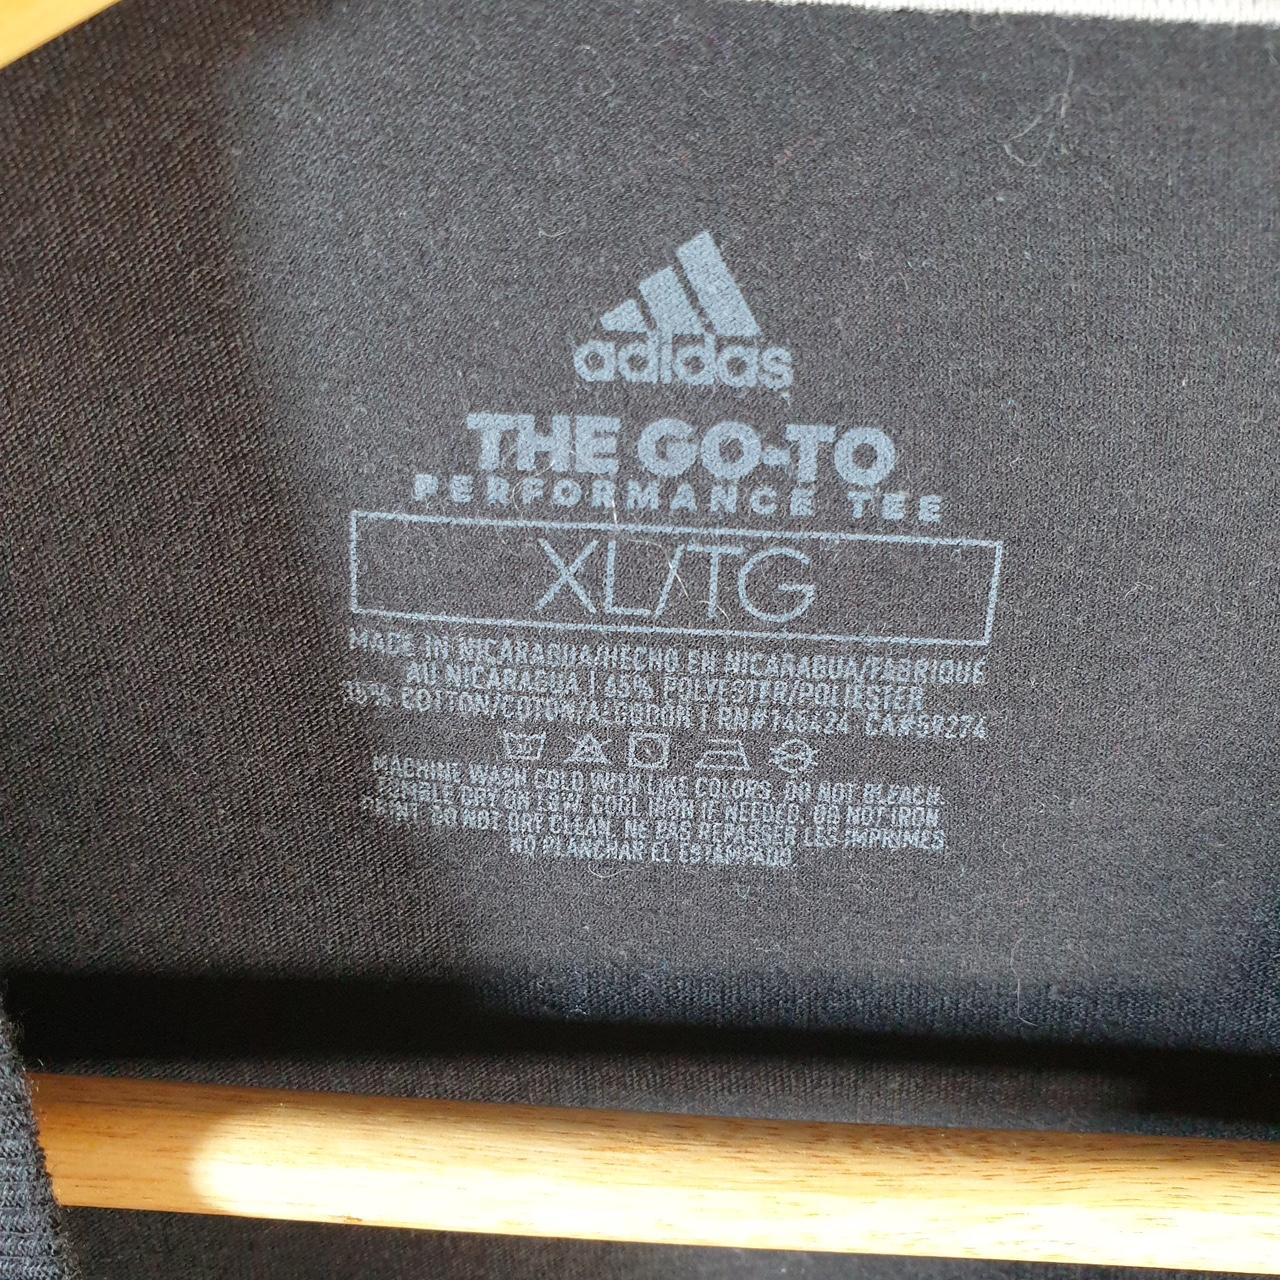 adidas
THE GO-TO
PERFORMANCE TEE
XL/TG
MADE IN NICARAGUA/HECHO EN NICARAGUA/FABRIQUE
AU NICARAGUA | 65% POLYESTER/POLIESTER
COTTON/COTON/ALGODON | RN#146424 CA#59274
MACHINE WASH COLD WITH LIKE COLORS. DO NOT BLEACH.
TUMBLE DRY ON LOW. COOL IRON IF NEEDED. DO NOT IRON
PRINT. DO NOT DRY CLEAN. NE PAS REPASSER LES IMPRIMES
NO PLANCHAR EL ESTAMPADO